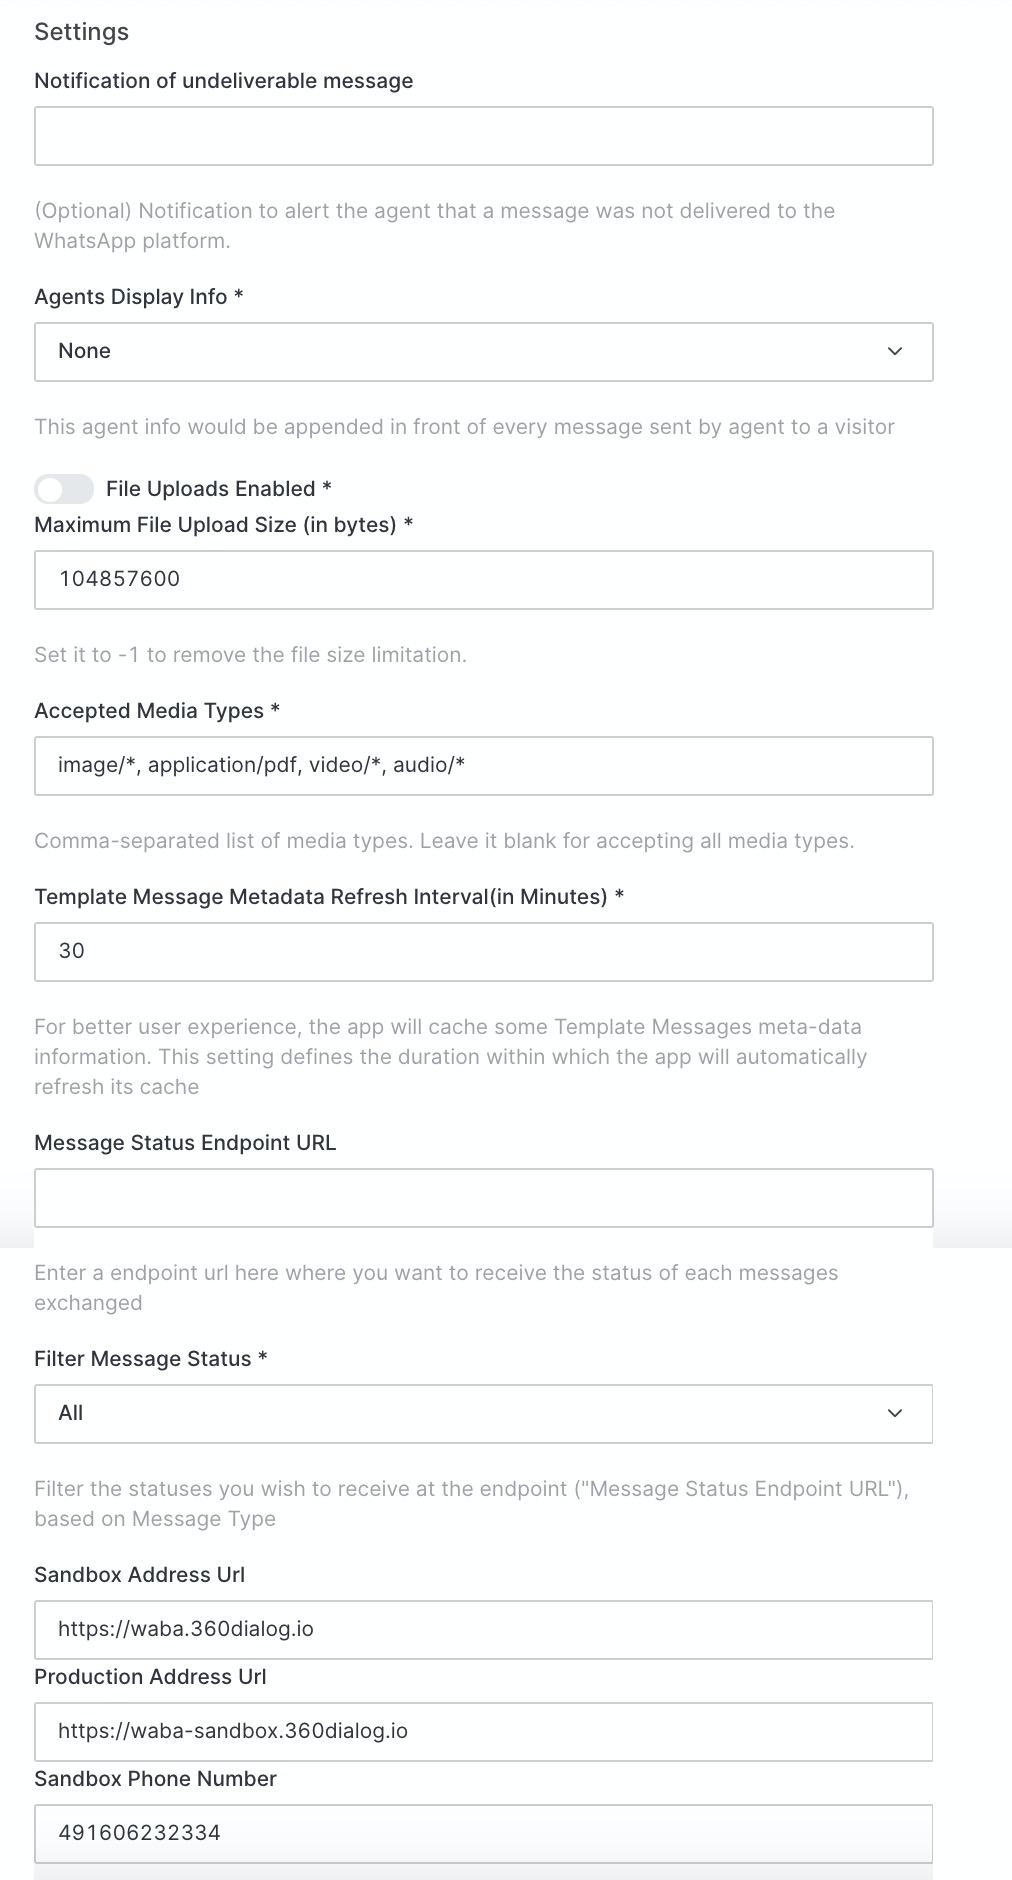 Settings
Notification of undeliverable message
(Optional) Notification to alert the agent that a message was not delivered to the
WhatsApp platform.
Agents Display Info *
None
This agent info would be appended in front of every message sent by agent to a visitor
File Uploads Enabled *
Maximum File Upload Size (in bytes) *
104857600
Set it to -1 to remove the file size limitation.
Accepted Media Types *
image/*, application/pdf, video/*, audio/*
Comma-separated list of media types. Leave it blank for accepting all media types.
Template Message Metadata Refresh Interval(in Minutes) *
30
For better user experience, the app will cache some Template Messages meta-data
information. This setting defines the duration within which the app will automatically
refresh its cache
Message Status Endpoint URL
Enter a endpoint url here where you want to receive the status of each messages
exchanged
Filter Message Status *
All
Filter the statuses you wish to receive at the endpoint ("Message Status Endpoint URL"),
based on Message Type
Sandbox Address Url
https://waba.360dialog.io
Production Address Url
https://waba-sandbox.360dialog.io
Sandbox Phone Number
491606232334